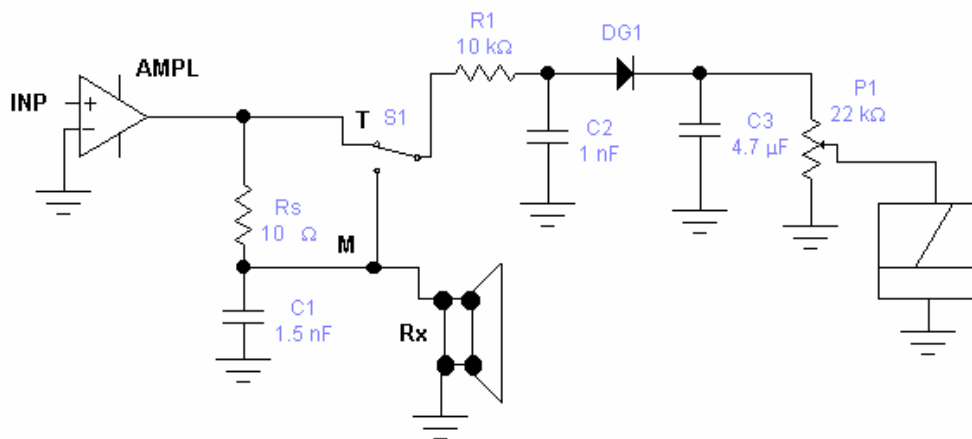 R1
10 kΩ
DG1
AMPL
INP
+
−
T
S1
P1
22 kΩ
C2
1 nF
C3
4.7 µF
Rs
10 Ω
M
C1
1.5 nF
Rx